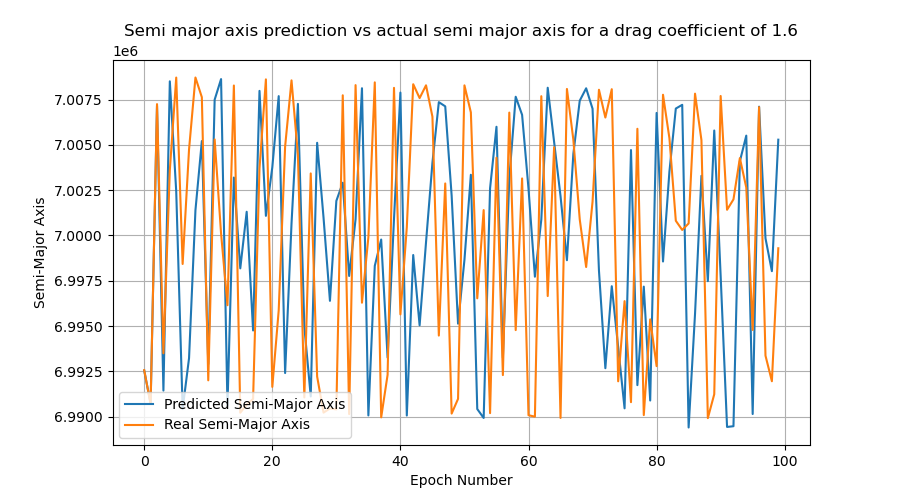 Semi major axis prediction vs actual semi major axis for a drag coefficient of 1.6
1e6
7.0075
7.0050
7.0025
7.0000
6.9975
6.9950
6.9925
6.9900
Semi-Major Axis
Predicted Semi-Major Axis
Real Semi-Major Axis
0 20 40 60 80 100
Epoch Number